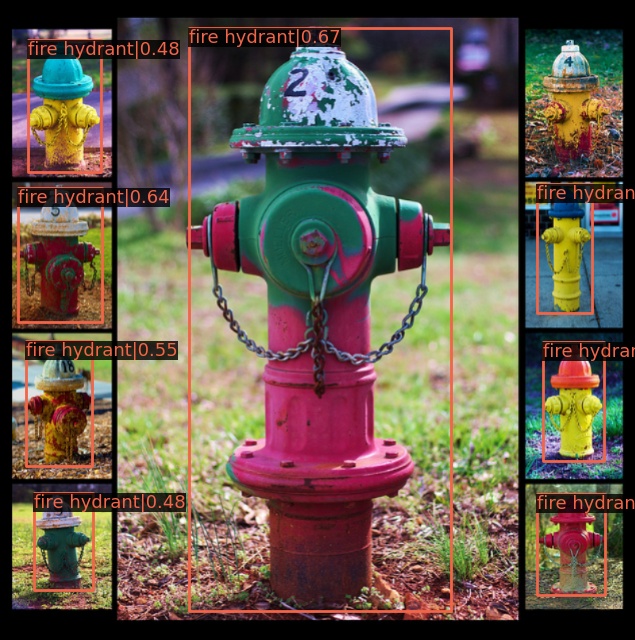 fire hydrant|0.48
fire hydrant|0.67
4
fire hydrant|0.64
fire hydran
2
fire hydrant|0.55
fire hydran
fire hydrant|0.48
fire hydran